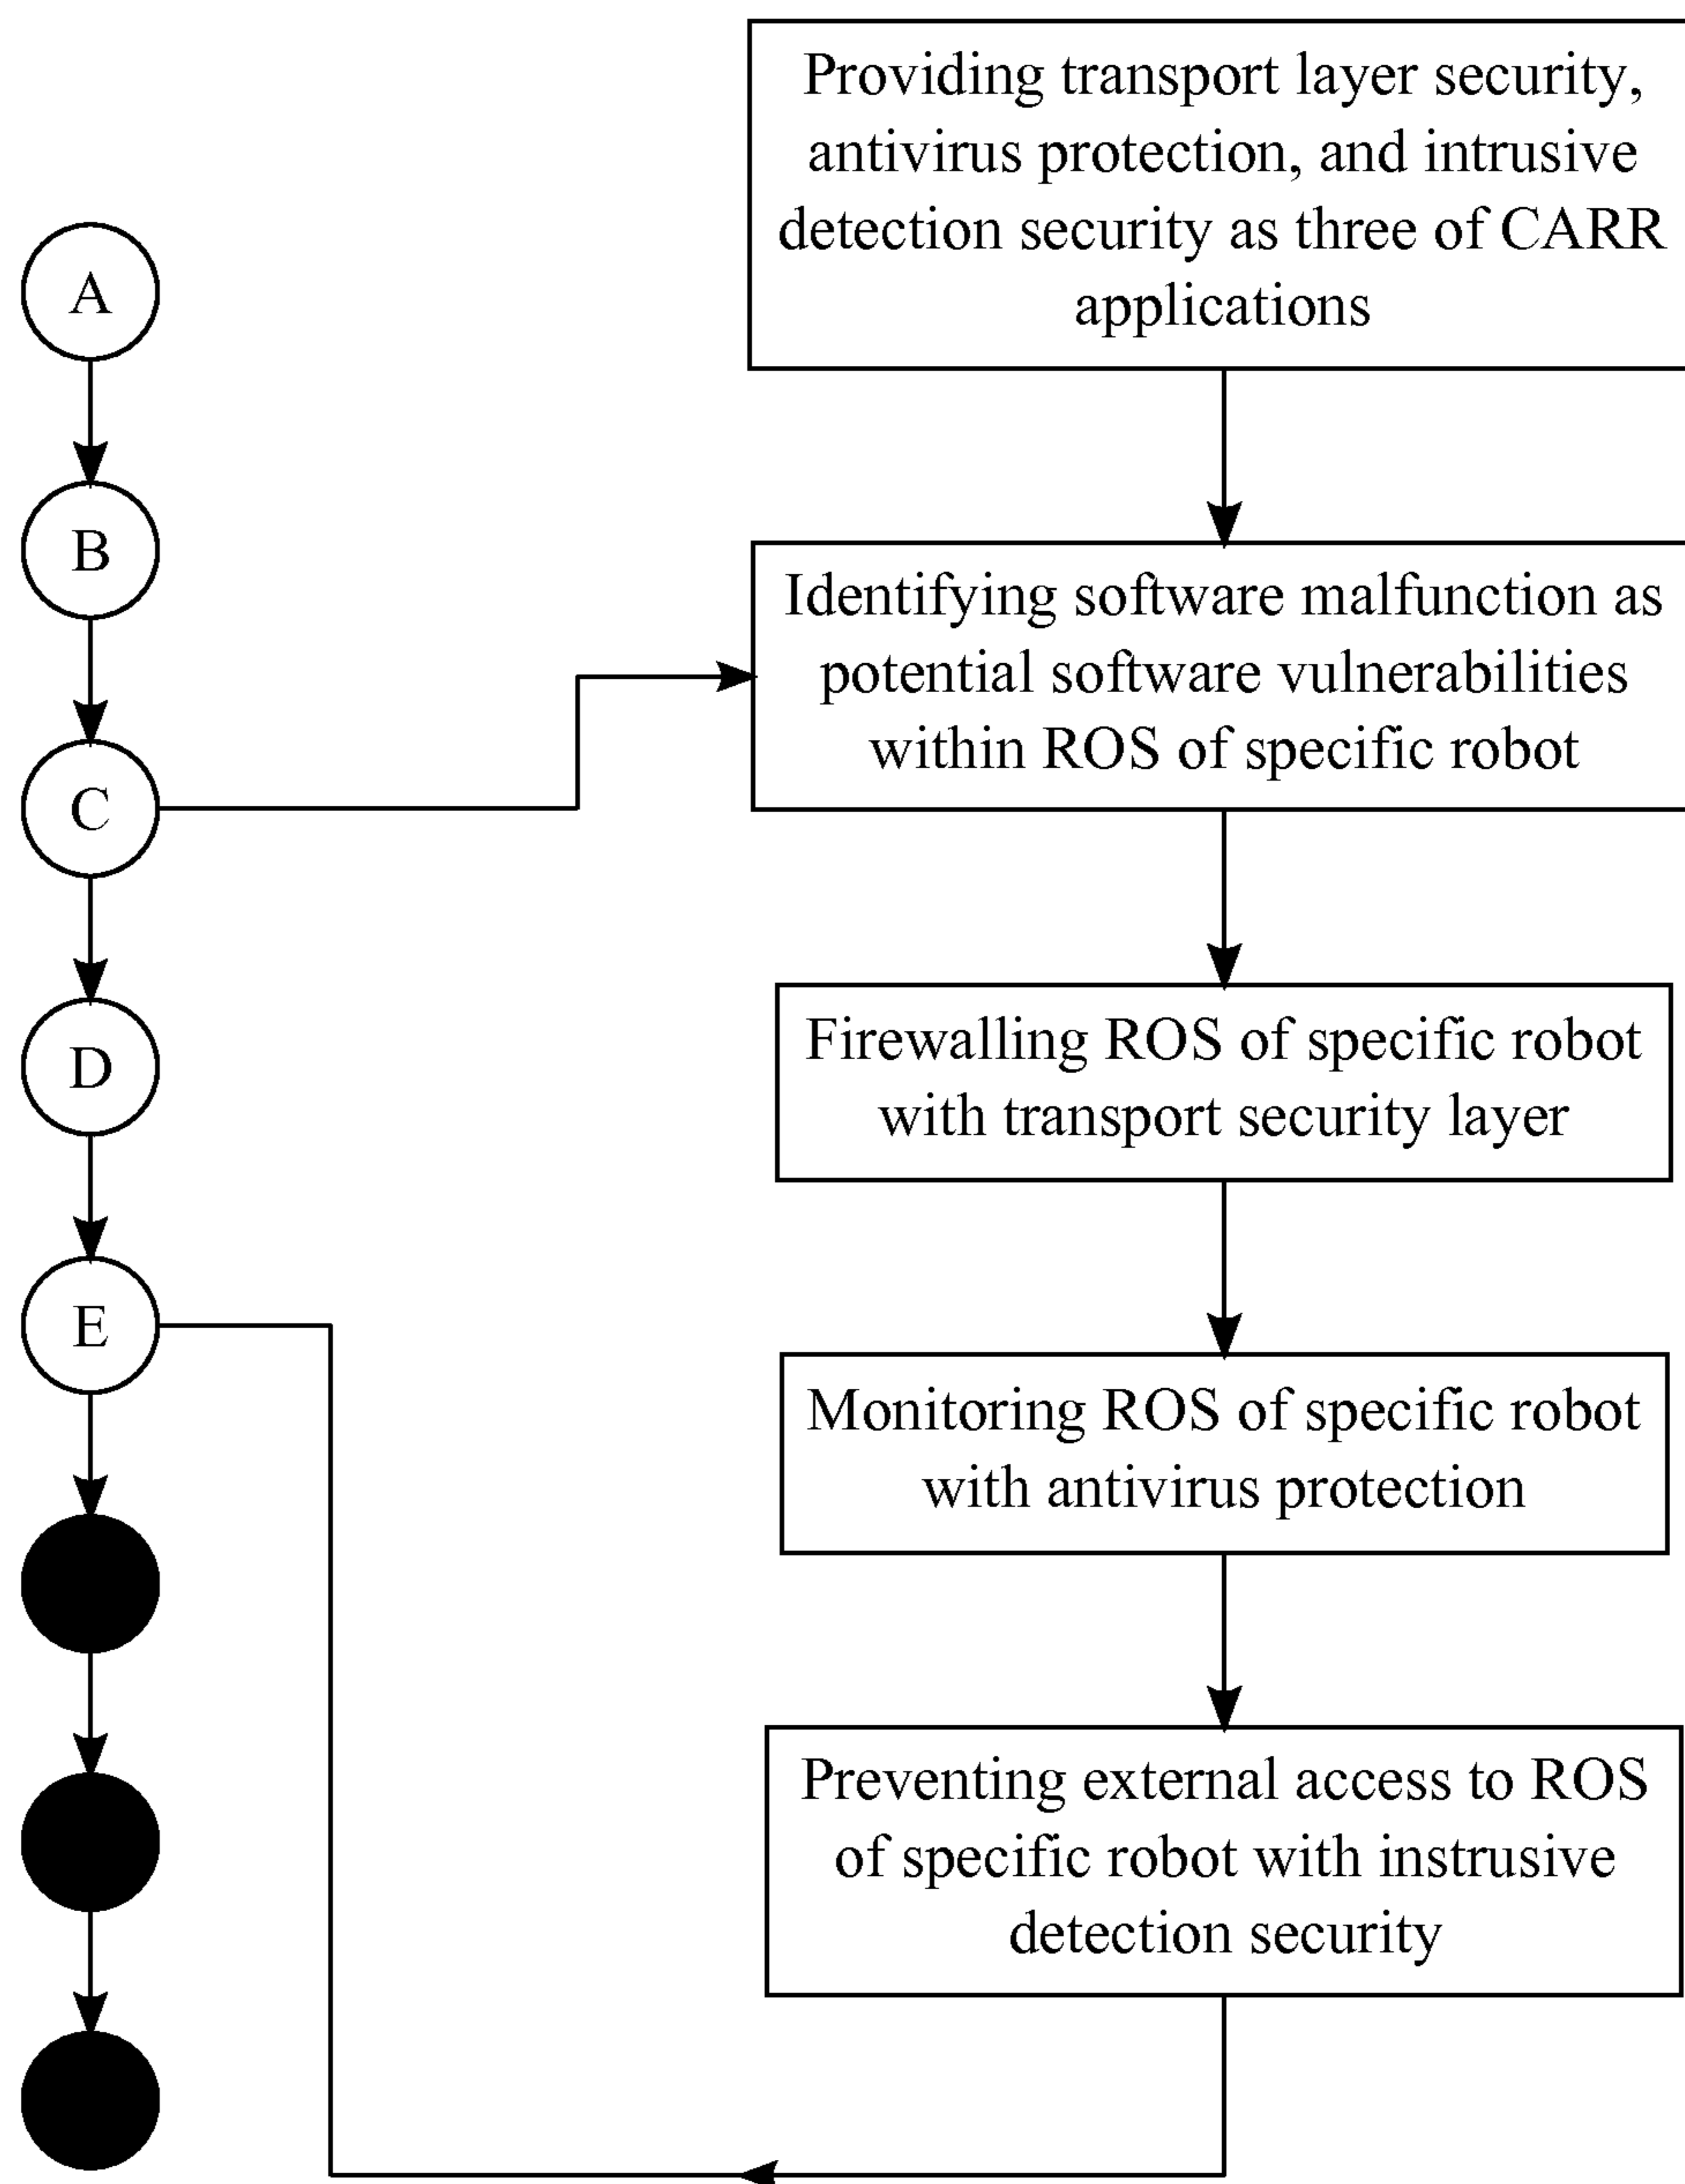 A
B
C
D
E
Providing transport layer security,
antivirus protection, and intrusive
detection security as three of CARR
applications
Identifying software malfunction as
potential software vulnerabilities
within ROS of specific robot
Firewalling ROS of specific robot
with transport security layer
Monitoring ROS of specific robot
with antivirus protection
Preventing external access to ROS
of specific robot with instrusive
detection security